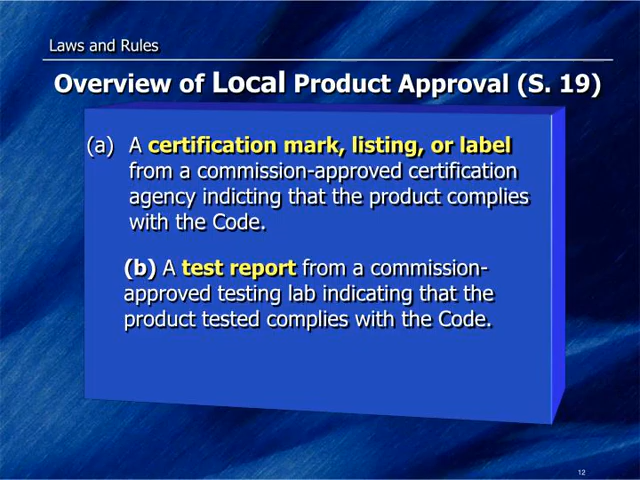 Laws and Rules
Overview of Local Product Approval (S. 19)
(a) A certification mark, listing, or label
from a commission-approved certification
agency indicting that the product complies
with the Code.
(b) A test report from a commission-
approved testing lab indicating that the
product tested complies with the Code.
12